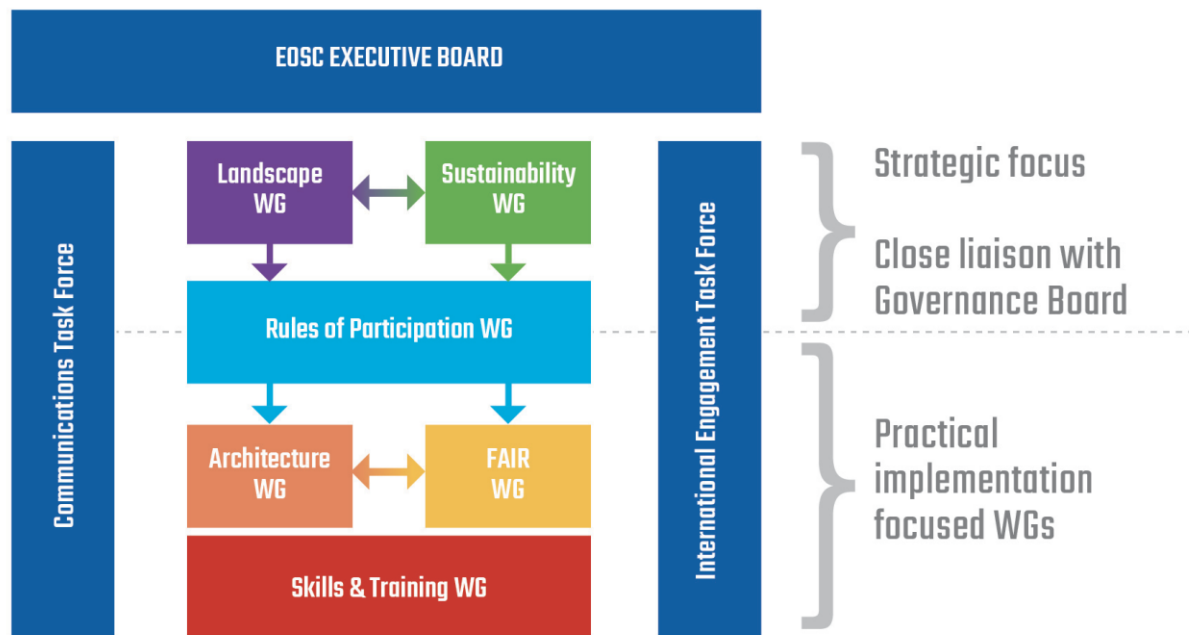 EOSC EXECUTIVE BOARD
Communications Task Force
Landscape
WG
Sustainability
WG
Rules of Participation WG
Architecture
WG
FAIR
WG
Skills & Training WG
International Engagement Task Force
Strategic focus
Close liaison with
Governance Board
Practical
implementation
focused WGs